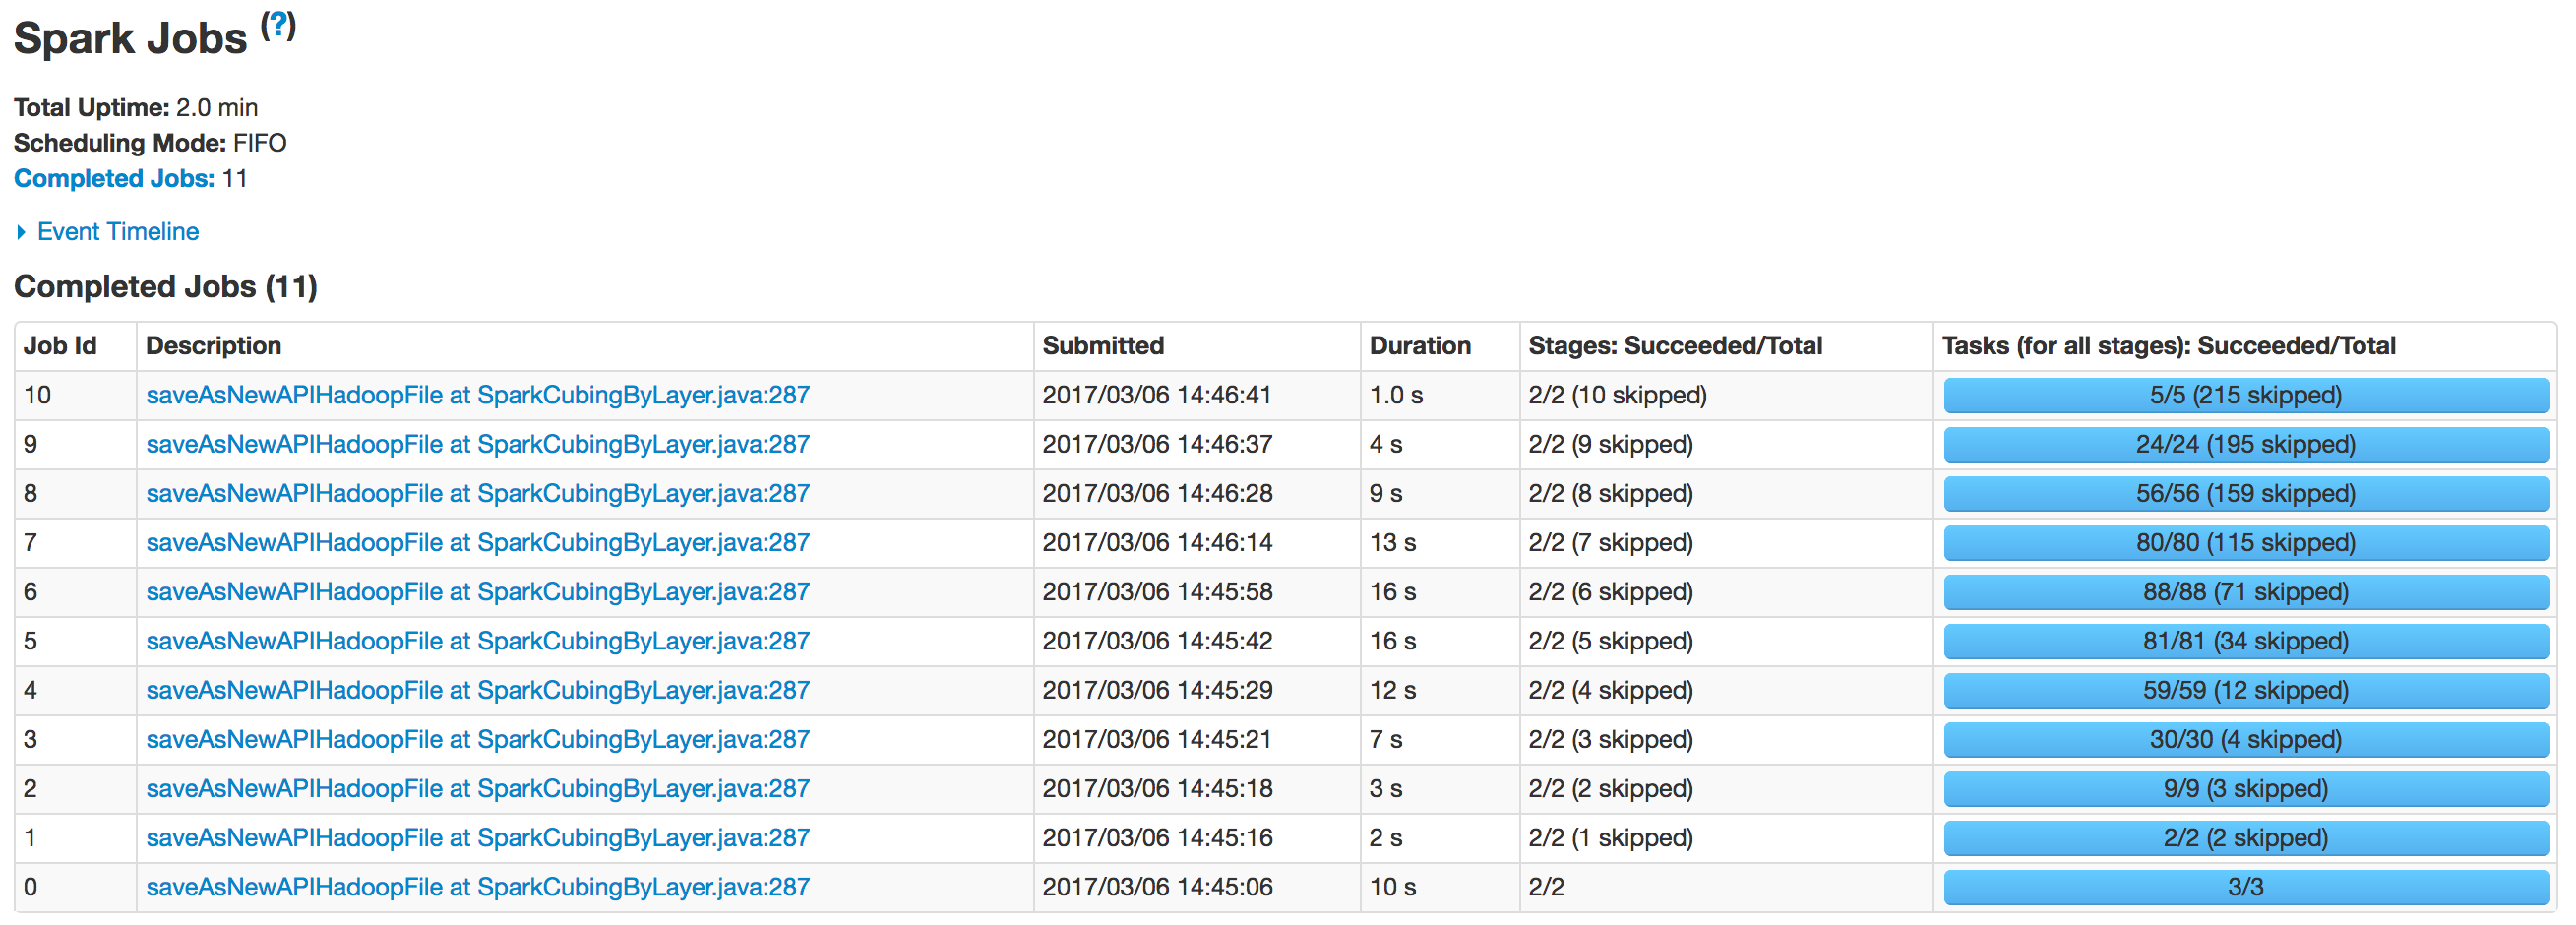 Spark Jobs (?)
Total Uptime: 2.0 min
Scheduling Mode: FIFO
Completed Jobs: 11
Event Timeline
Completed Jobs (11)
Job Id Description Submitted Duration Stages: Succeeded/Total Tasks (for all stages): Succeeded/Total
10 saveAsNewAPIHadoopFile at SparkCubingByLayer.java:287 2017/03/06 14:46:41 1.0 s 2/2 (10 skipped) 5/5 (215 skipped)
9 saveAsNewAPIHadoopFile at SparkCubingByLayer.java:287 2017/03/06 14:46:37 4 s 2/2 (9 skipped) 24/24 (195 skipped)
8 saveAsNewAPIHadoopFile at SparkCubingByLayer.java:287 2017/03/06 14:46:28 9 s 2/2 (8 skipped) 56/56 (159 skipped)
7 saveAsNewAPIHadoopFile at SparkCubingByLayer.java:287 2017/03/06 14:46:14 13 s 2/2 (7 skipped) 80/80 (115 skipped)
6 saveAsNewAPIHadoopFile at SparkCubingByLayer.java:287 2017/03/06 14:45:58 16 s 2/2 (6 skipped) 88/88 (71 skipped)
5 saveAsNewAPIHadoopFile at SparkCubingByLayer.java:287 2017/03/06 14:45:42 16 s 2/2 (5 skipped) 81/81 (34 skipped)
4 saveAsNewAPIHadoopFile at SparkCubingByLayer.java:287 2017/03/06 14:45:29 12 s 2/2 (4 skipped) 59/59 (12 skipped)
3 saveAsNewAPIHadoopFile at SparkCubingByLayer.java:287 2017/03/06 14:45:21 7 s 2/2 (3 skipped) 30/30 (4 skipped)
2 saveAsNewAPIHadoopFile at SparkCubingByLayer.java:287 2017/03/06 14:45:18 3 s 2/2 (2 skipped) 9/9 (3 skipped)
1 saveAsNewAPIHadoopFile at SparkCubingByLayer.java:287 2017/03/06 14:45:16 2 s 2/2 (1 skipped) 2/2 (2 skipped)
0 saveAsNewAPIHadoopFile at SparkCubingByLayer.java:287 2017/03/06 14:45:06 10 s 2/2 3/3